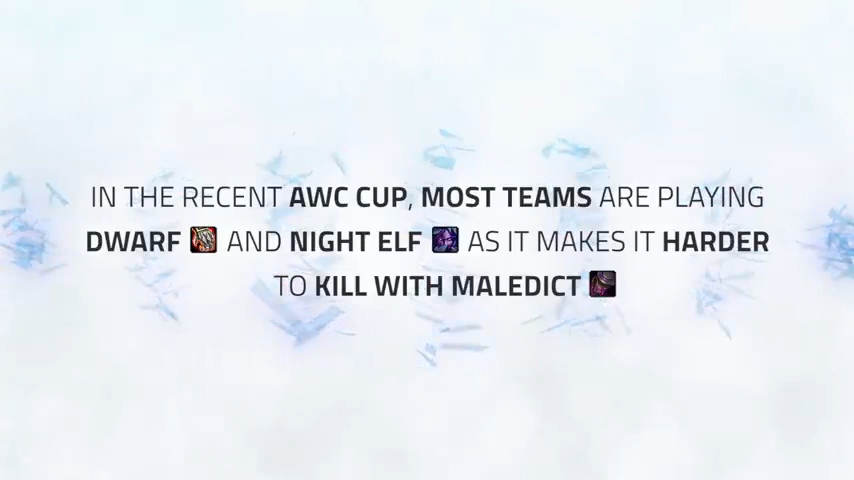 IN THE RECENT AWC CUP, MOST TEAMS ARE PLAYING
DWARF AND NIGHT ELF AS IT MAKES IT HARDER
TO KILL WITH MALEDICT